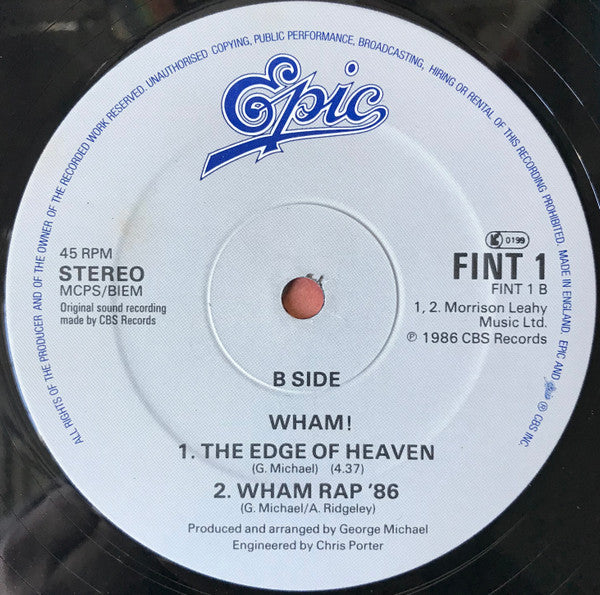 ALL RIGHTS OF THE PRODUCER AND OF THE OWNER OF THE RECORDED WORK RESERVED. UNAUTHORISED COPYING, PUBLIC PERFORMANCE, BROADCASTING, HIRING OR RENTAL OF THIS RECORDING PROHIBITED. MADE IN ENGLAND. EPIC AND Epic ® CBS INC.
Epic
45 RPM
STEREO
MCPS/BIEM
Original sound recording
made by CBS Records
K 0199
FINT 1
FINT 1 B
1, 2. Morrison Leahy
Music Ltd.
℗ 1986 CBS Records
B SIDE
WHAM!
1. THE EDGE OF HEAVEN
(G. Michael) (4.37)
2. WHAM RAP '86
(G. Michael/A. Ridgeley)
Produced and arranged by George Michael
Engineered by Chris Porter